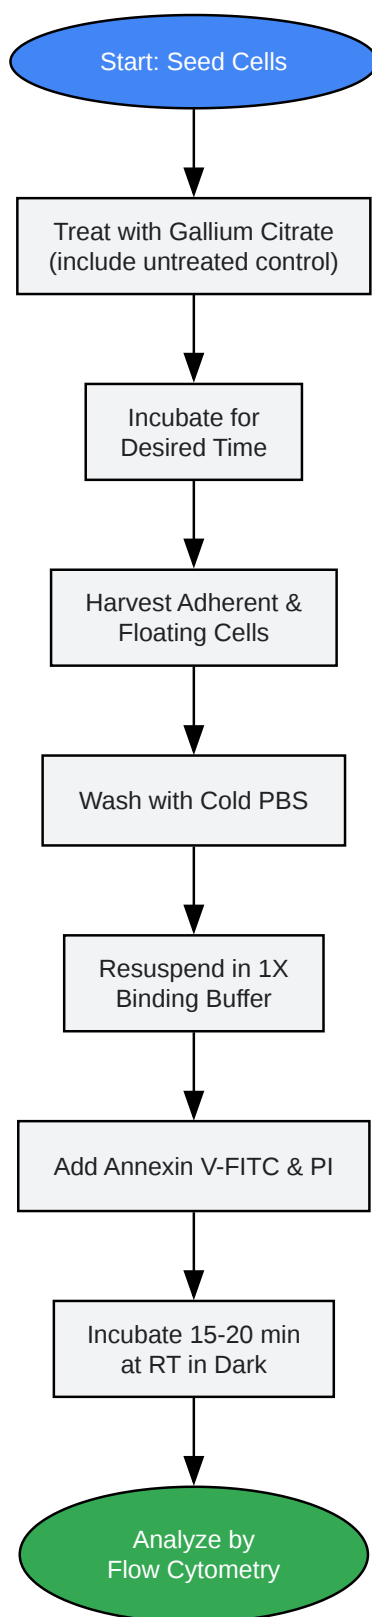 Start: Seed Cells
Treat with Gallium Citrate
(include untreated control)
Incubate for
Desired Time
Harvest Adherent &
Floating Cells
Wash with Cold PBS
Resuspend in 1X
Binding Buffer
Add Annexin V-FITC & PI
Incubate 15-20 min
at RT in Dark
Analyze by
Flow Cytometry